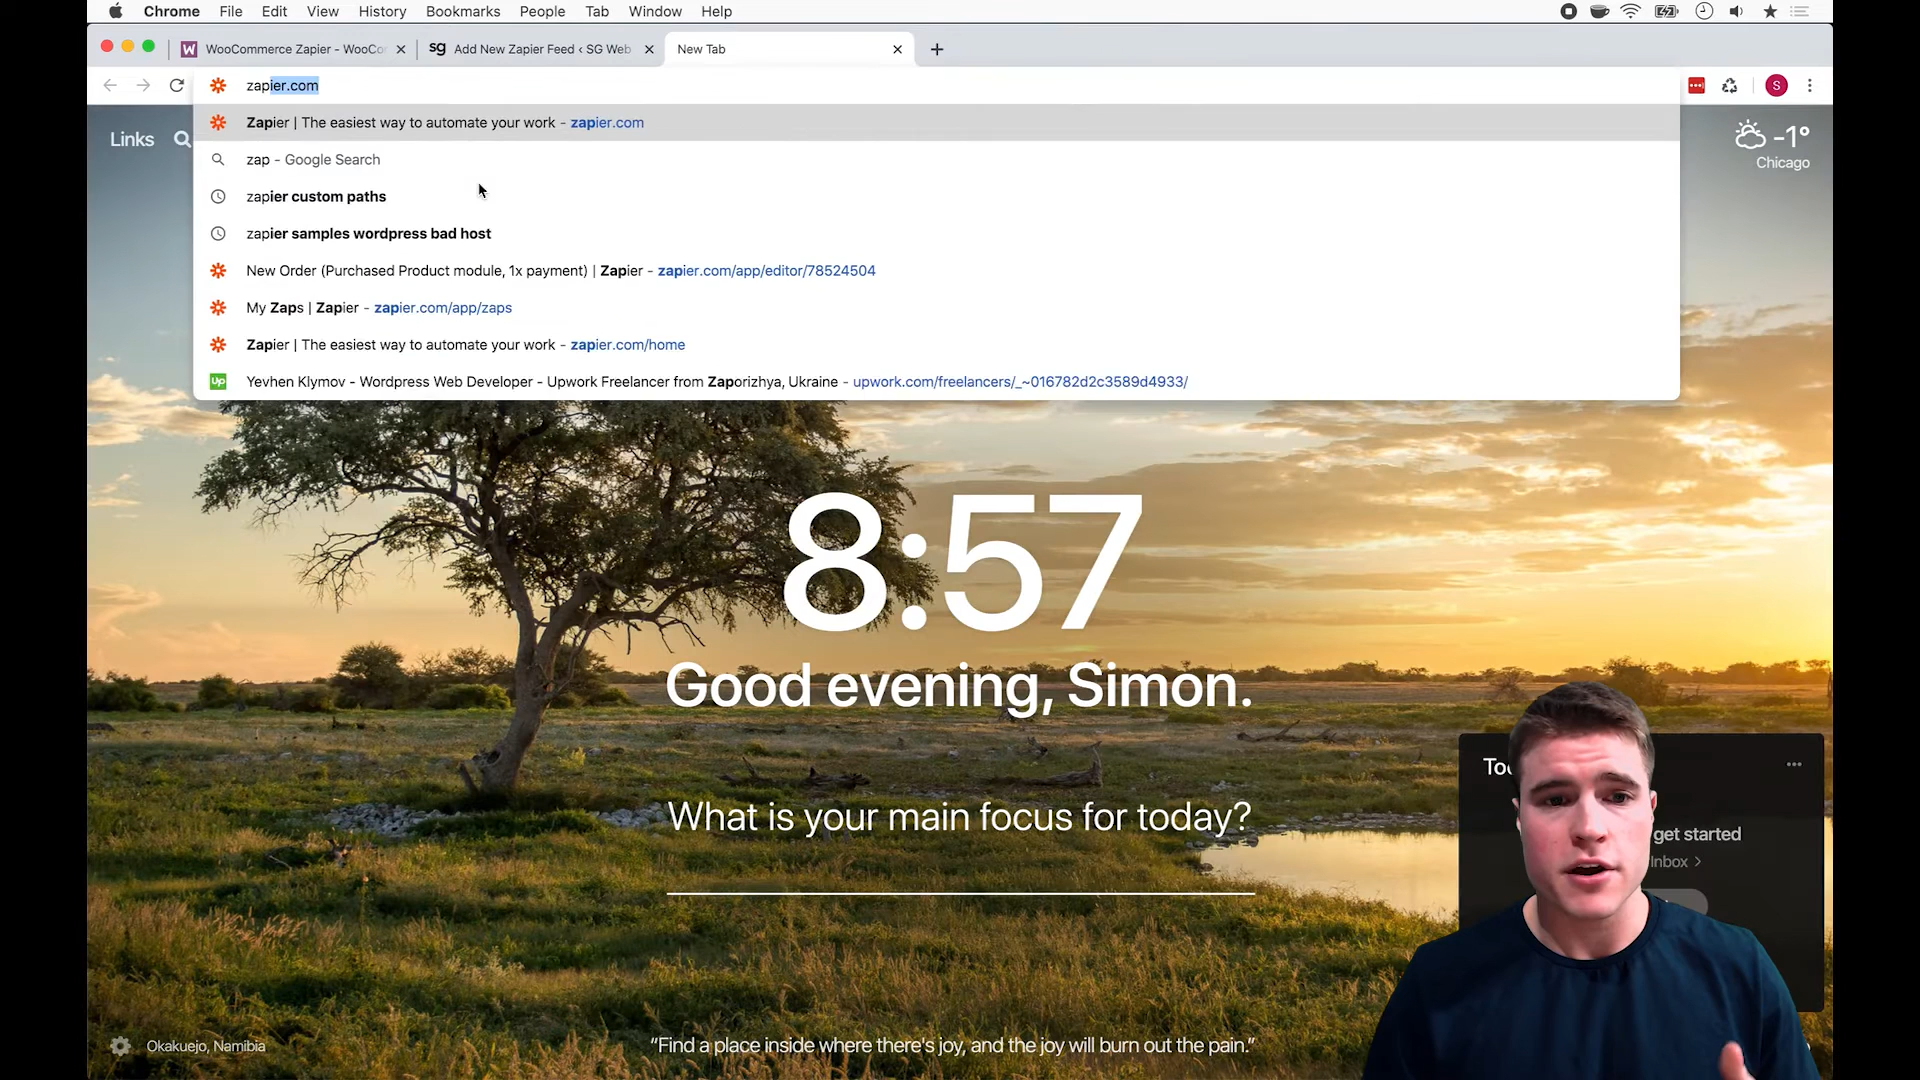 Chrome File Edit View History Bookmarks People Tab Window Help
WooCommerce Zapier - WooCo
sg Add New Zapier Feed ‹ SG Web
New Tab
zapier.com
S
Zapier | The easiest way to automate your work - zapier.com
zap - Google Search
zapier custom paths
zapier samples wordpress bad host
New Order (Purchased Product module, 1x payment) | Zapier - zapier.com/app/editor/78524504
My Zaps | Zapier - zapier.com/app/zaps
Zapier | The easiest way to automate your work - zapier.com/home
Up Yevhen Klymov - Wordpress Web Developer - Upwork Freelancer from Zaporizhya, Ukraine - upwork.com/freelancers/_~016782d2c3589d4933/
Links
-1°
Chicago
8:57
Good evening, Simon.
What is your main focus for today?
get started
Inbox >
Okakuejo, Namibia
“Find a place inside where there's joy, and the joy will burn out the pain.”